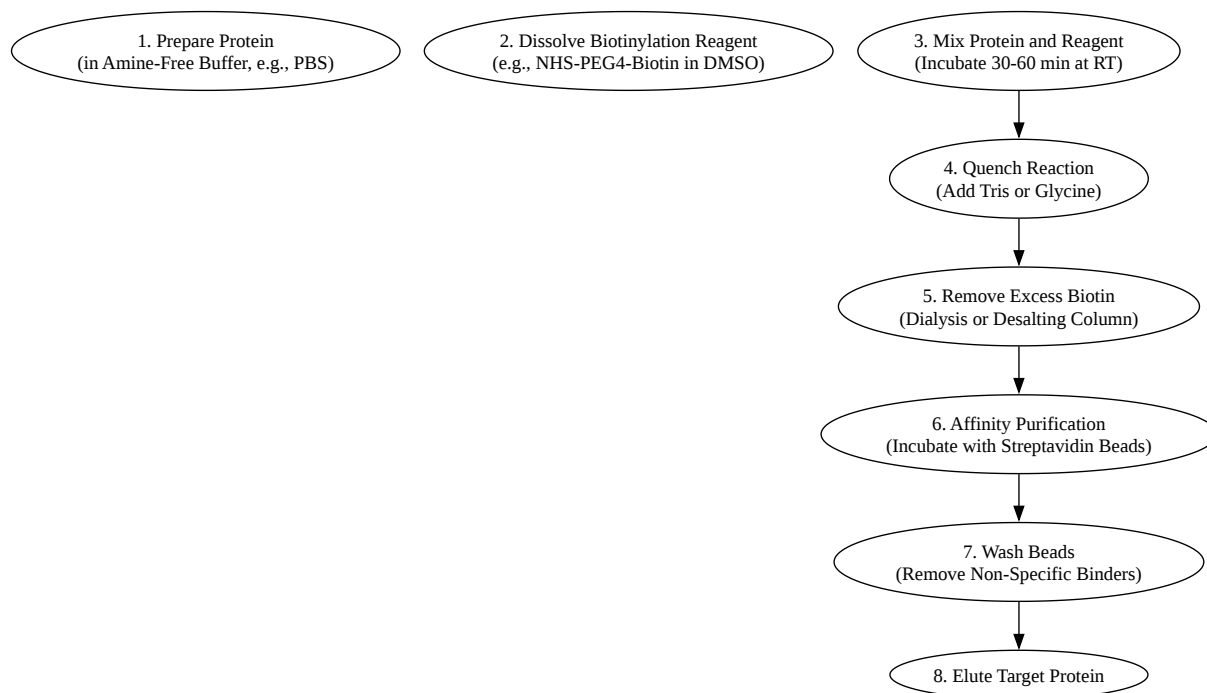 1. Prepare Protein
(in Amine-Free Buffer, e.g., PBS)
2. Dissolve Biotinylation Reagent
(e.g., NHS-PEG4-Biotin in DMSO)
3. Mix Protein and Reagent
(Incubate 30-60 min at RT)
4. Quench Reaction
(Add Tris or Glycine)
5. Remove Excess Biotin
(Dialysis or Desalting Column)
6. Affinity Purification
(Incubate with Streptavidin Beads)
7. Wash Beads
(Remove Non-Specific Binders)
8. Elute Target Protein